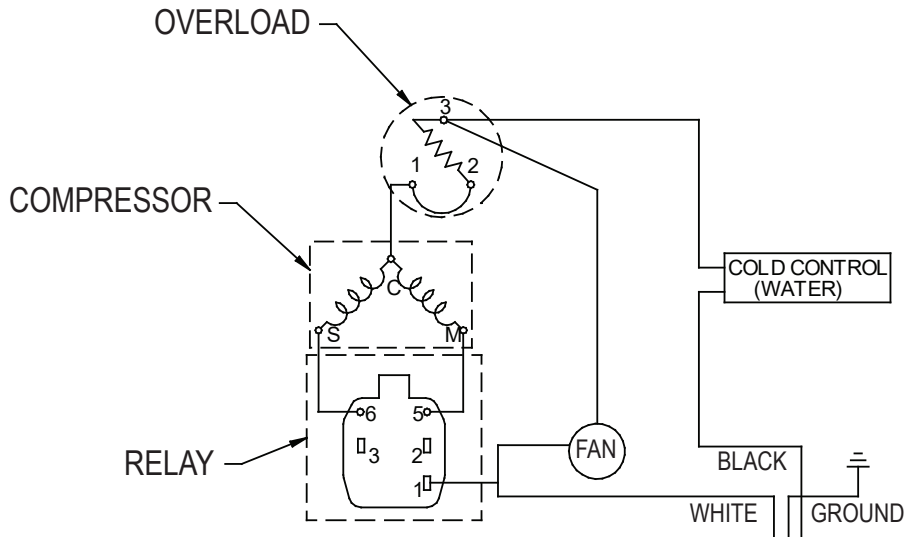 OVERLOAD
3
1
2
COMPRESSOR
COLD CONTROL
(WATER)
C
S
M
6
5
3
2
1
RELAY
FAN
BLACK
WHITE
GROUND